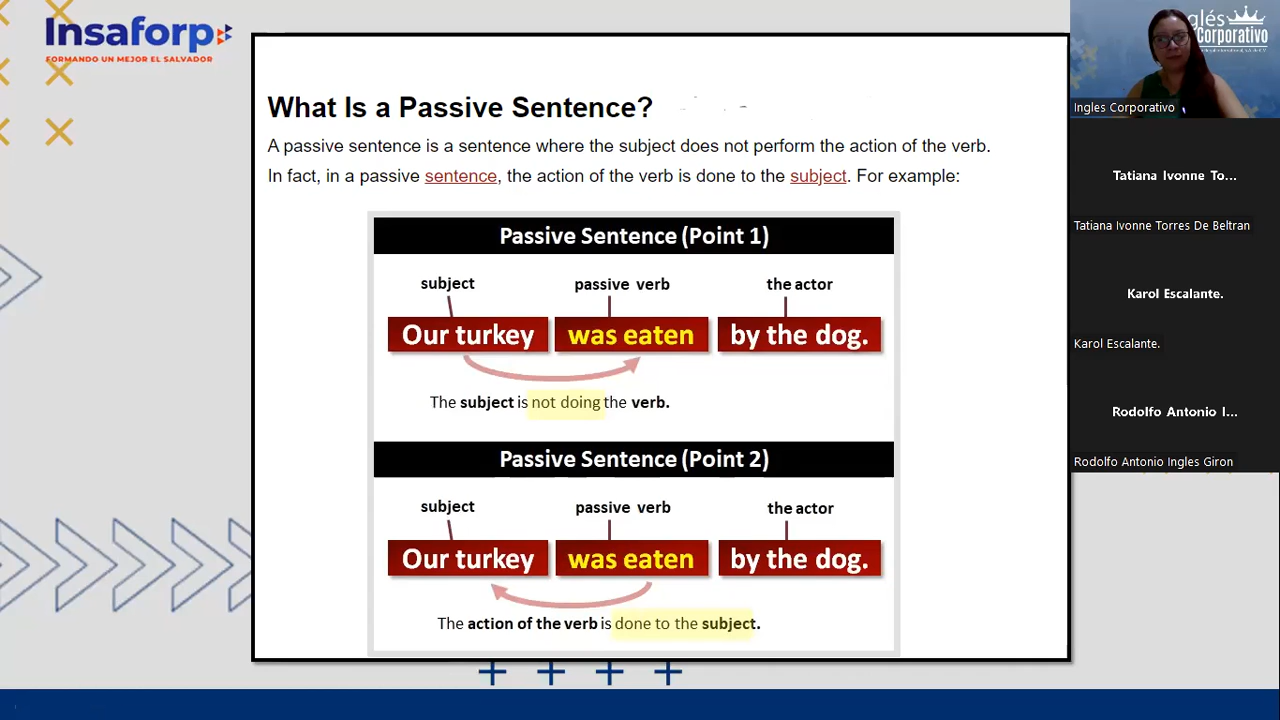 Insaforp
FORMANDO UN MEJOR EL SALVADOR
What Is a Passive Sentence?
A passive sentence is a sentence where the subject does not perform the action of the verb.
In fact, in a passive sentence, the action of the verb is done to the subject. For example:
Passive Sentence (Point 1)
subject passive verb the actor
Our turkey was eaten by the dog.
The subject is not doing the verb.
Passive Sentence (Point 2)
subject passive verb the actor
Our turkey was eaten by the dog.
The action of the verb is done to the subject.
glés
Corporativo
Ingles Corporativo
Tatiana Ivonne To...
Tatiana Ivonne Torres De Beltran
Karol Escalante.
Karol Escalante.
Rodolfo Antonio I...
Rodolfo Antonio Ingles Giron